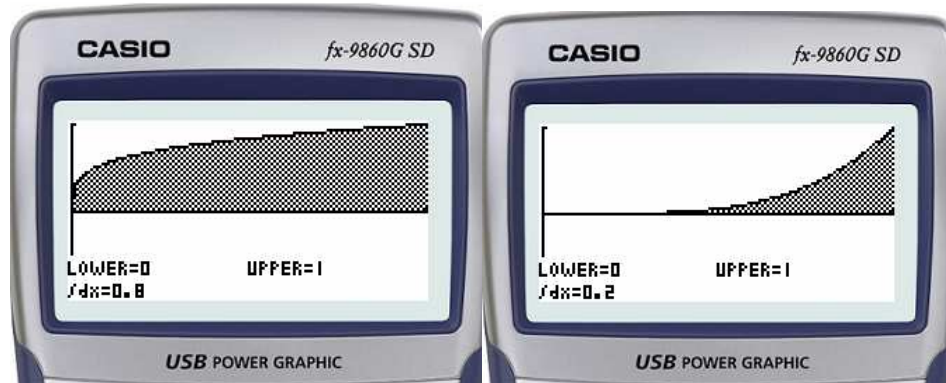 CASIO fx-9860G SD
LOWER=0 UPPER=1
∫dx=0.8
USB POWER GRAPHIC
CASIO fx-9860G SD
LOWER=0 UPPER=1
∫dx=0.2
USB POWER GRAPHIC